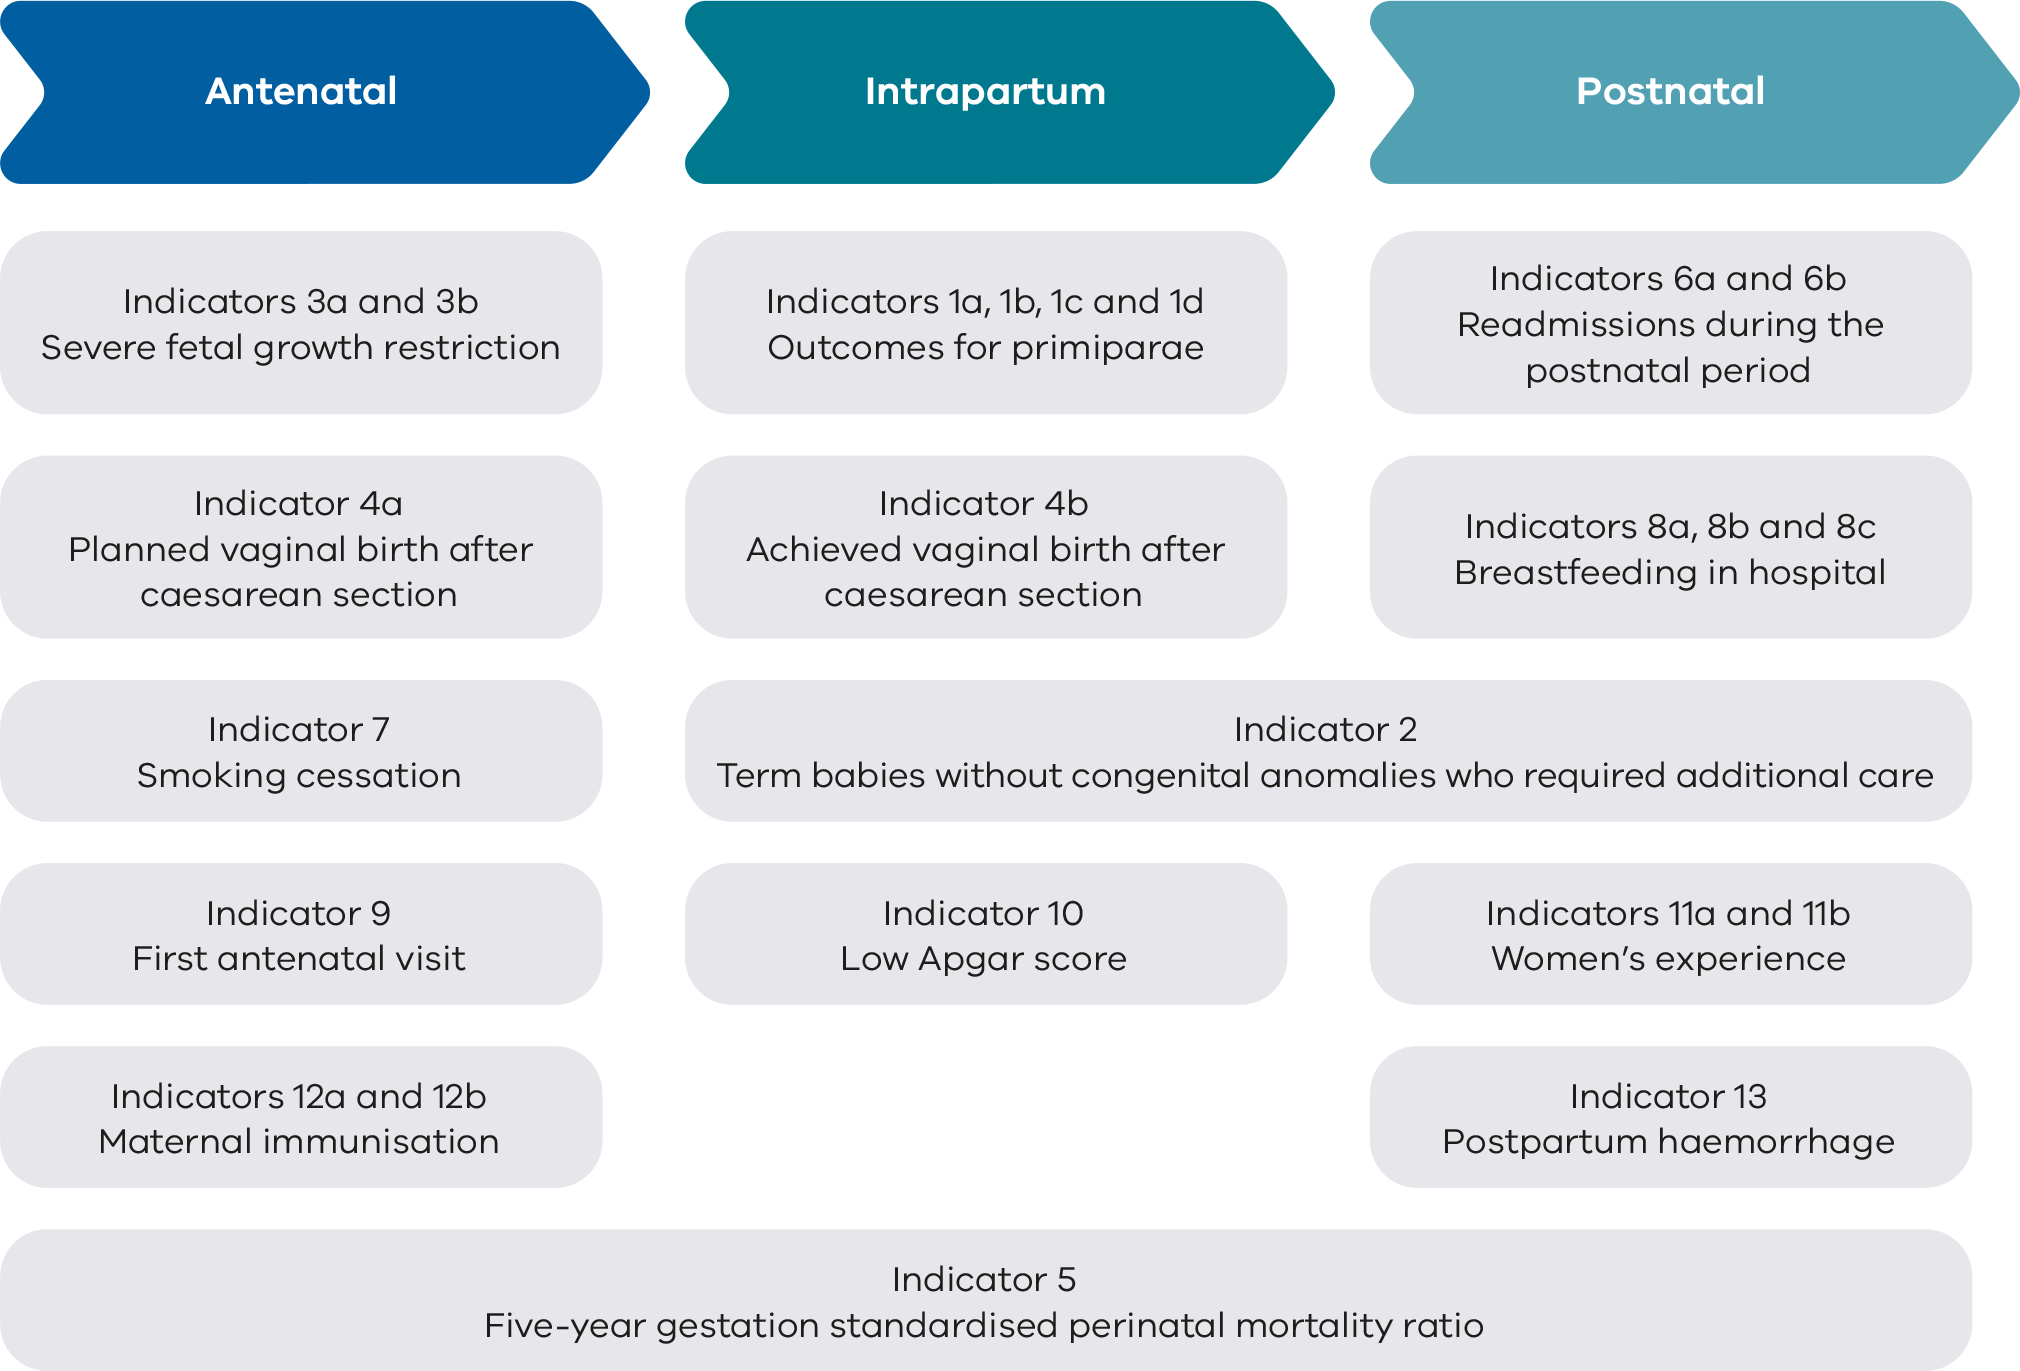 Antenatal
Intrapartum
Postnatal
Indicators 3a and 3b
Severe fetal growth restriction
Indicators 1a, 1b, 1c and 1d
Outcomes for primiparae
Indicators 6a and 6b
Readmissions during the
postnatal period
Indicator 4a
Planned vaginal birth after
caesarean section
Indicator 4b
Achieved vaginal birth after
caesarean section
Indicators 8a, 8b and 8c
Breastfeeding in hospital
Indicator 7
Smoking cessation
Indicator 2
Term babies without congenital anomalies who required additional care
Indicator 9
First antenatal visit
Indicator 10
Low Apgar score
Indicators 11a and 11b
Women’s experience
Indicators 12a and 12b
Maternal immunisation
Indicator 13
Postpartum haemorrhage
Indicator 5
Five-year gestation standardised perinatal mortality ratio